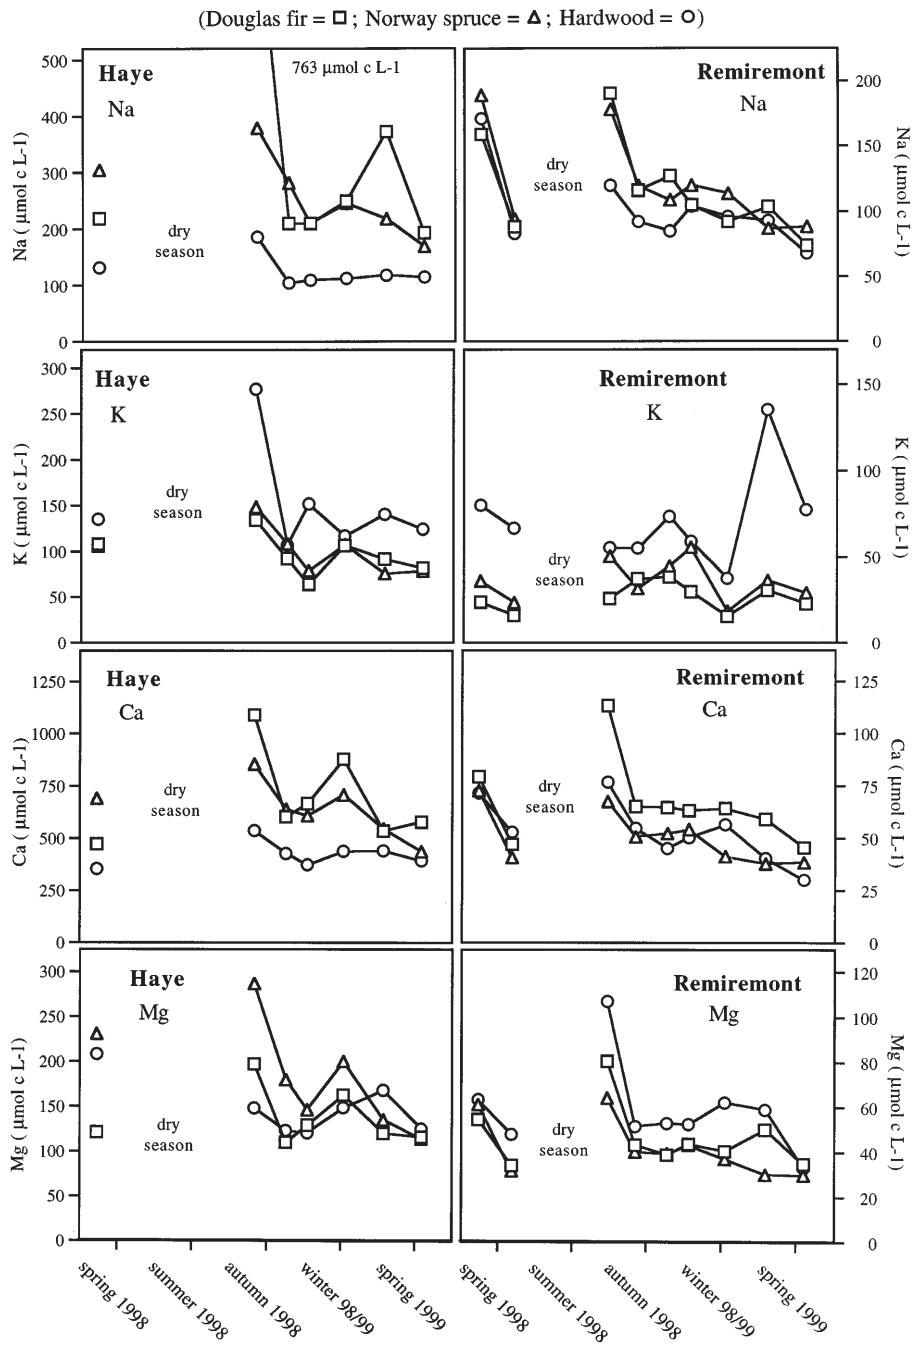 (Douglas fir = □ ; Norway spruce = △ ; Hardwood = ○)
Haye
Na
763 µmol c L-1
dry
season
Na ( µmol c L-1)
500
400
300
200
100
0
Remiremont
Na
dry
season
200
150
100
50
0
Na ( µmol c L-1)
Haye
K
dry
season
K ( µmol c L-1)
300
250
200
150
100
50
0
Remiremont
K
dry
season
150
100
50
0
K ( µmol c L-1)
Haye
Ca
dry
season
Ca ( µmol c L-1)
1250
1000
750
500
250
0
Remiremont
Ca
dry
season
125
100
75
50
25
0
Ca ( µmol c L-1)
Haye
Mg
dry
season
Mg ( µmol c L-1)
300
250
200
150
100
50
0
Remiremont
Mg
dry
season
120
100
80
60
40
20
0
Mg ( µmol c L-1)
spring 1998
summer 1998
autumn 1998
winter 98/99
spring 1999
spring 1998
summer 1998
autumn 1998
winter 98/99
spring 1999